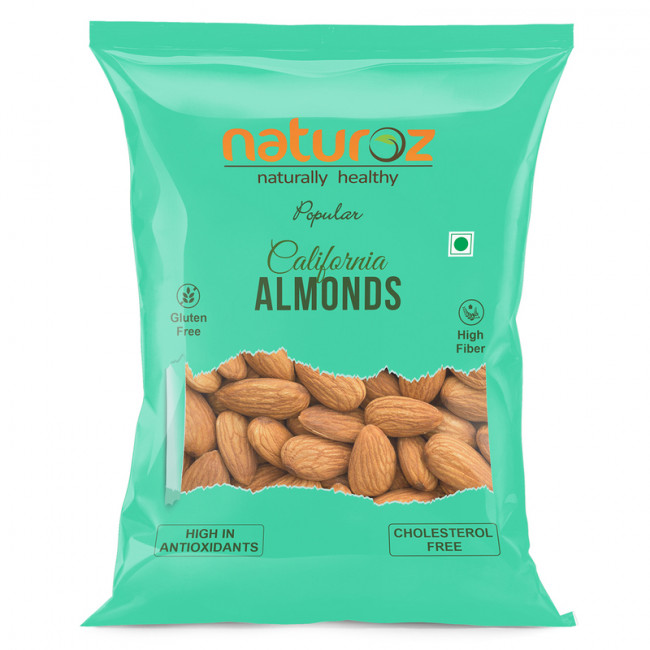 naturoz
naturally healthy
Popular
California
ALMONDS
Gluten
Free
High
Fiber
HIGH IN
ANTIOXIDANTS
CHOLESTEROL
FREE